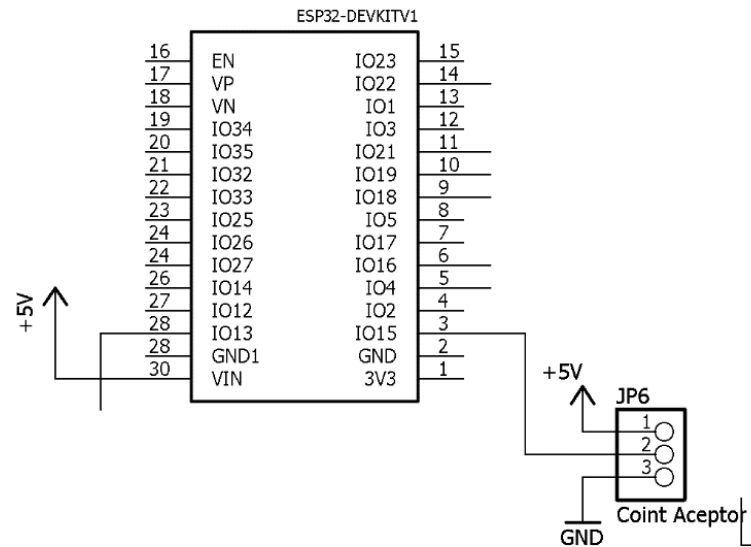 ESP32-DEVKITV1
16 EN IO23 15
17 VP IO22 14
18 VN IO1 13
19 IO34 IO3 12
20 IO35 IO21 11
21 IO32 IO19 10
22 IO33 IO18 9
23 IO25 IO5 8
24 IO26 IO17 7
24 IO27 IO16 6
26 IO14 IO4 5
27 IO12 IO2 4
28 IO13 IO15 3
28 GND1 GND 2
30 VIN 3V3 1
+5V
+5V
JP6
1
2
3
Coint Aceptor
GND